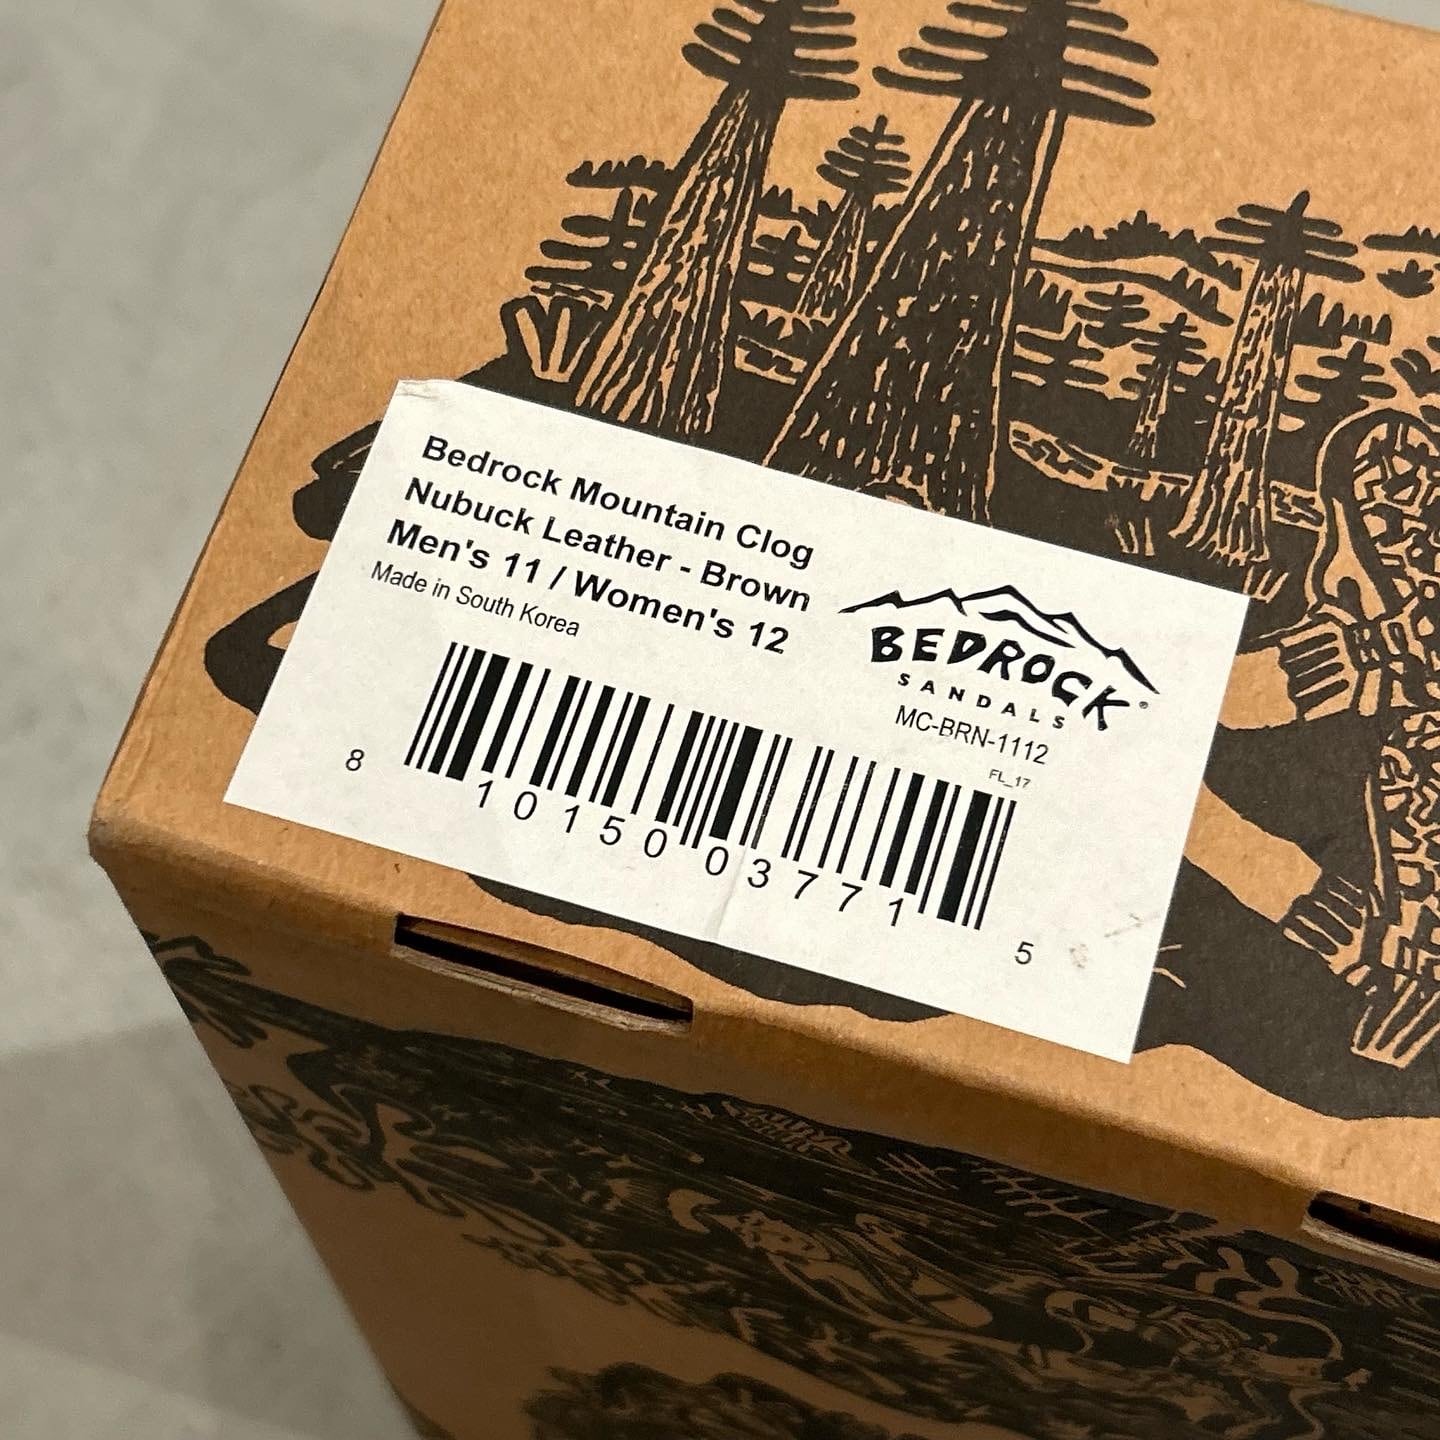 Bedrock Mountain Clog
Nubuck Leather - Brown
Men's 11 / Women's 12
Made in South Korea
BEDROCK®
SANDALS
MC-BRN-1112
FL_17
8 10150 03771 5